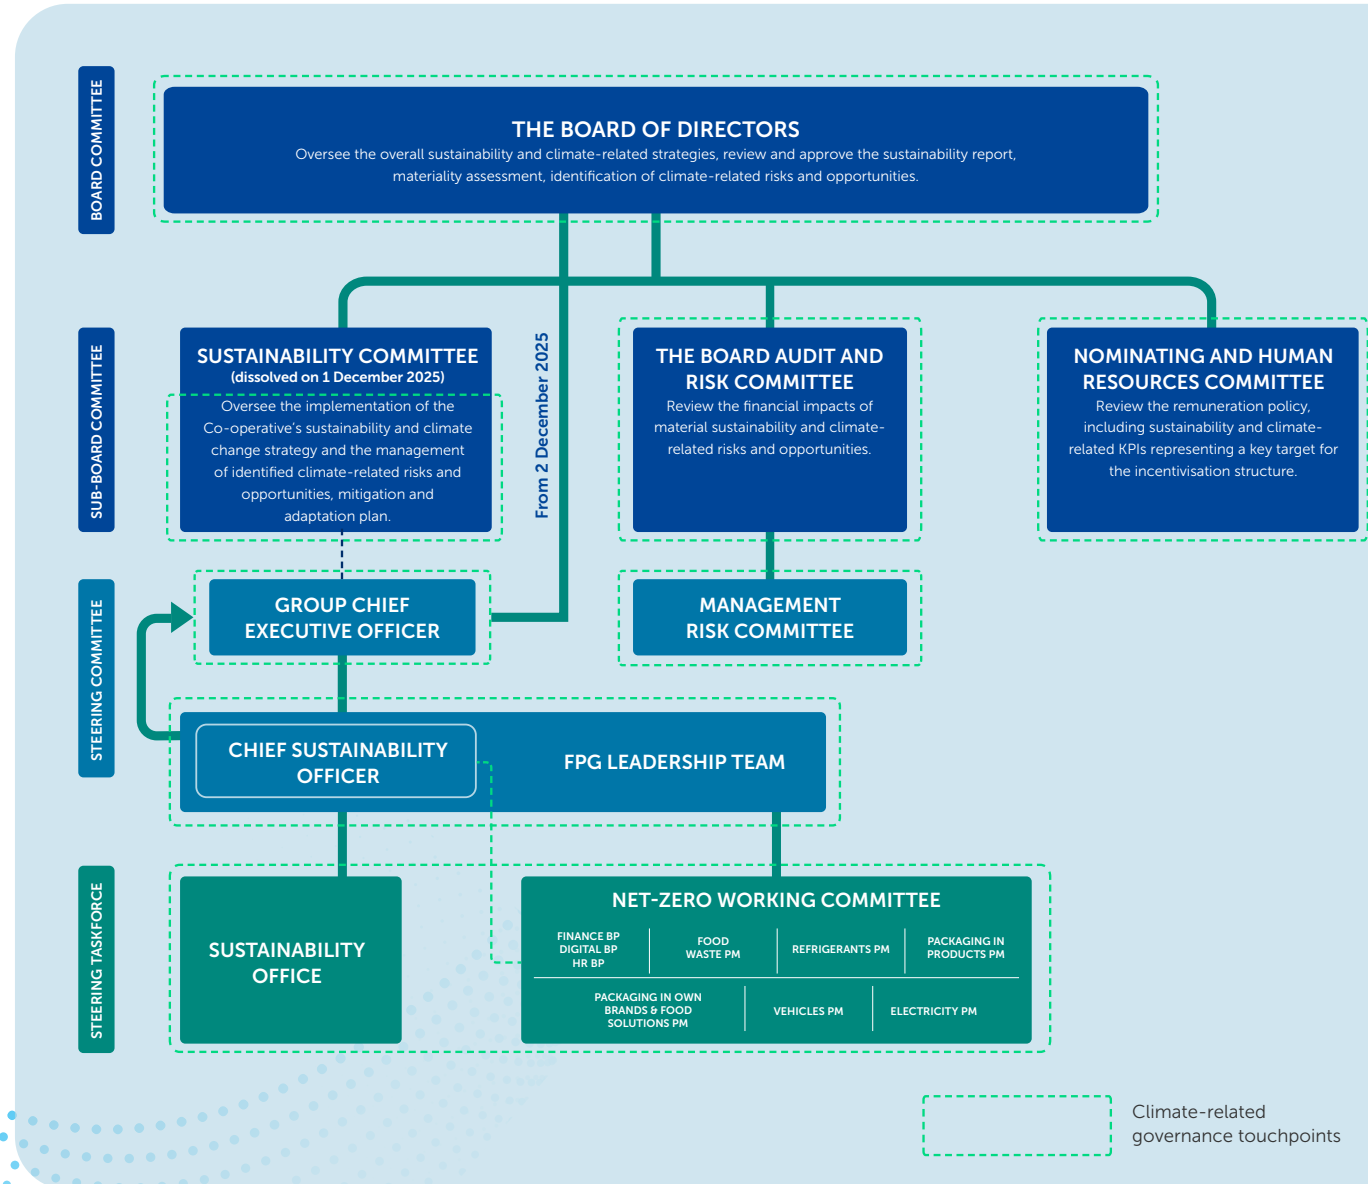 BOARD COMMITTEE
THE BOARD OF DIRECTORS
Oversee the overall sustainability and climate-related strategies, review and approve the sustainability report,
materiality assessment, identification of climate-related risks and opportunities.
SUB-BOARD COMMITTEE
SUSTAINABILITY COMMITTEE
(dissolved on 1 December 2025)
Oversee the implementation of the
Co-operative's sustainability and climate
change strategy and the management
of identified climate-related risks and
opportunities, mitigation and
adaptation plan.
From 2 December 2025
THE BOARD AUDIT AND
RISK COMMITTEE
Review the financial impacts of
material sustainability and climate-
related risks and opportunities.
NOMINATING AND HUMAN
RESOURCES COMMITTEE
Review the remuneration policy,
including sustainability and climate-
related KPIs representing a key target for
the incentivisation structure.
STEERING COMMITTEE
GROUP CHIEF
EXECUTIVE OFFICER
MANAGEMENT
RISK COMMITTEE
CHIEF SUSTAINABILITY
OFFICER
FPG LEADERSHIP TEAM
STEERING TASKFORCE
SUSTAINABILITY
OFFICE
NET-ZERO WORKING COMMITTEE
FINANCE BP
DIGITAL BP
HR BP
FOOD
WASTE PM
REFRIGERANTS PM
PACKAGING IN
PRODUCTS PM
PACKAGING IN OWN
BRANDS & FOOD
SOLUTIONS PM
VEHICLES PM
ELECTRICITY PM
Climate-related
governance touchpoints